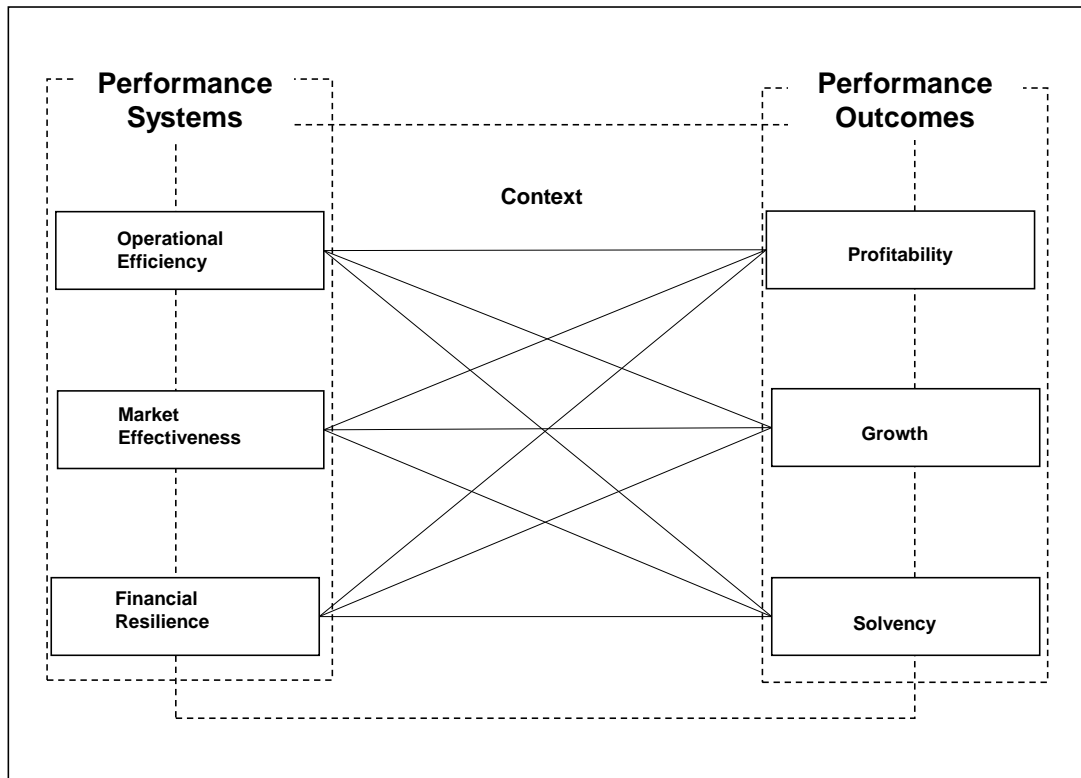 Performance
Systems
Performance
Outcomes
Context
Operational
Efficiency
Profitability
Market
Effectiveness
Growth
Financial
Resilience
Solvency